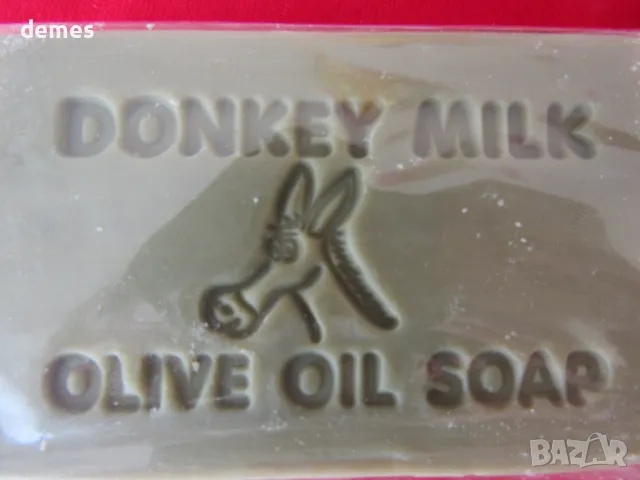 demes
DONKEY MILK
OLIVE OIL SOAP
BAZAR